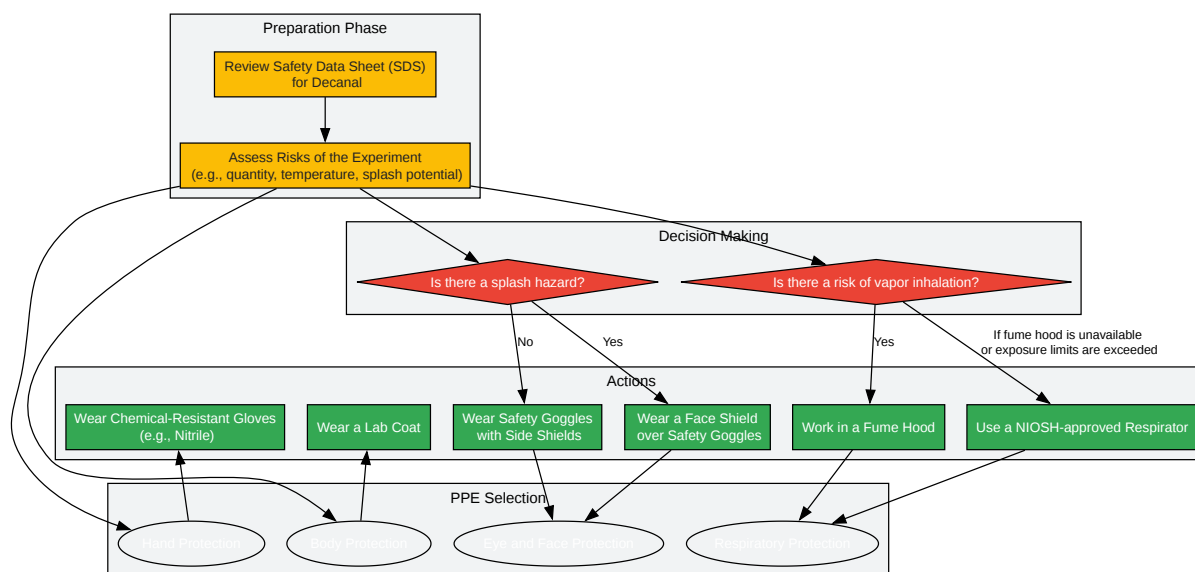 Preparation Phase
Review Safety Data Sheet (SDS)
for Decanal
Assess Risks of the Experiment
(e.g., quantity, temperature, splash potential)
Decision Making
Is there a splash hazard?
Is there a risk of vapor inhalation?
No
Yes
Yes
If fume hood is unavailable
or exposure limits are exceeded
Actions
Wear Chemical-Resistant Gloves
(e.g., Nitrile)
Wear a Lab Coat
Wear Safety Goggles
with Side Shields
Wear a Face Shield
over Safety Goggles
Work in a Fume Hood
Use a NIOSH-approved Respirator
PPE Selection
Hand Protection
Body Protection
Eye and Face Protection
Respiratory Protection